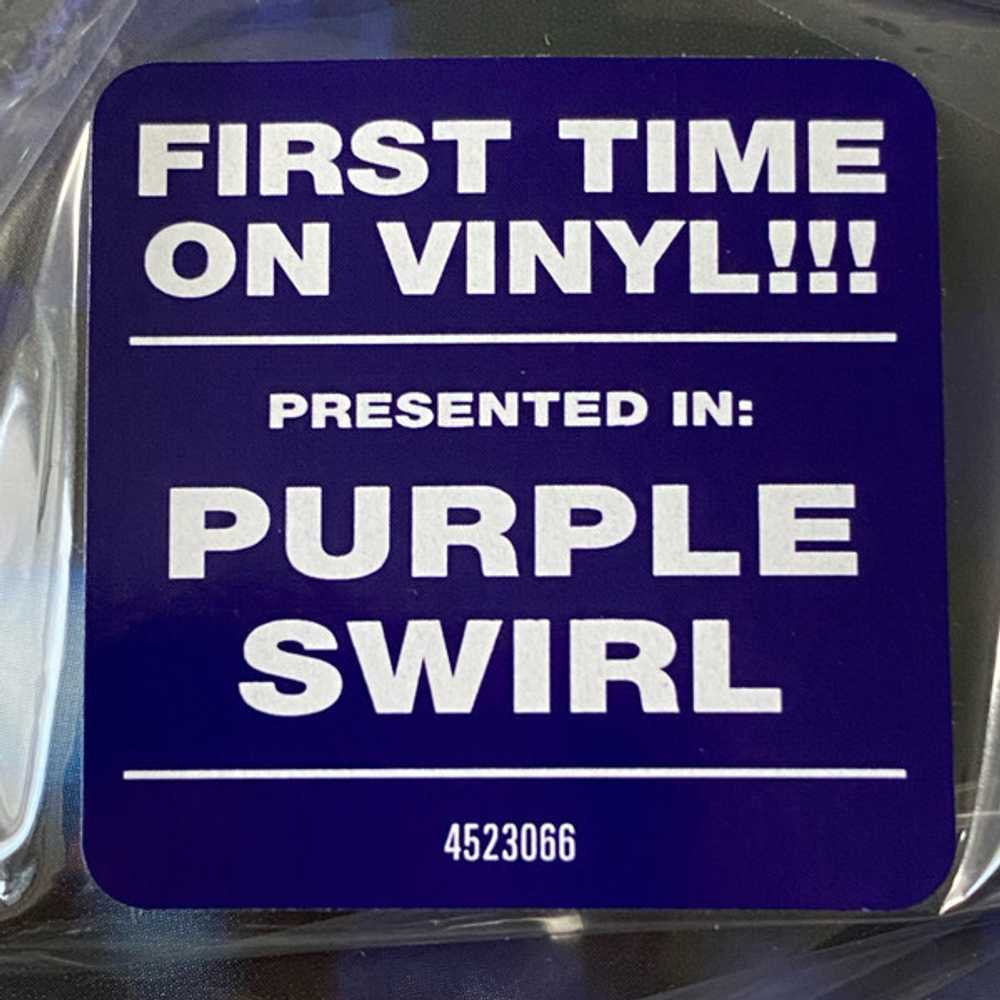 FIRST TIME
ON VINYL!!!
PRESENTED IN:
PURPLE
SWIRL
4523066